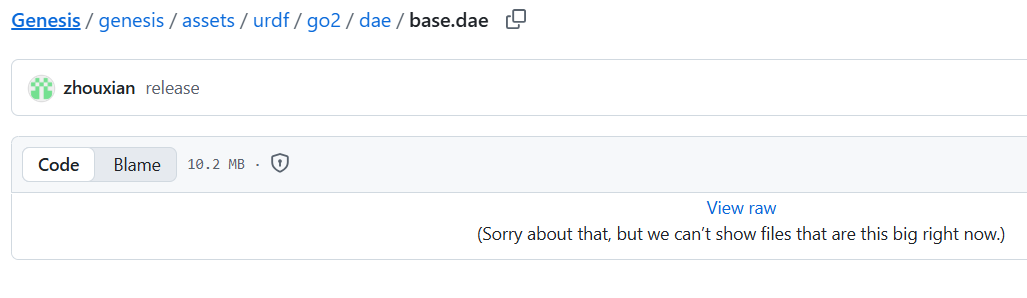 Genesis / genesis / assets / urdf / go2 / dae / base.dae
zhouxian release
Code Blame 10.2 MB ·
View raw
(Sorry about that, but we can’t show files that are this big right now.)